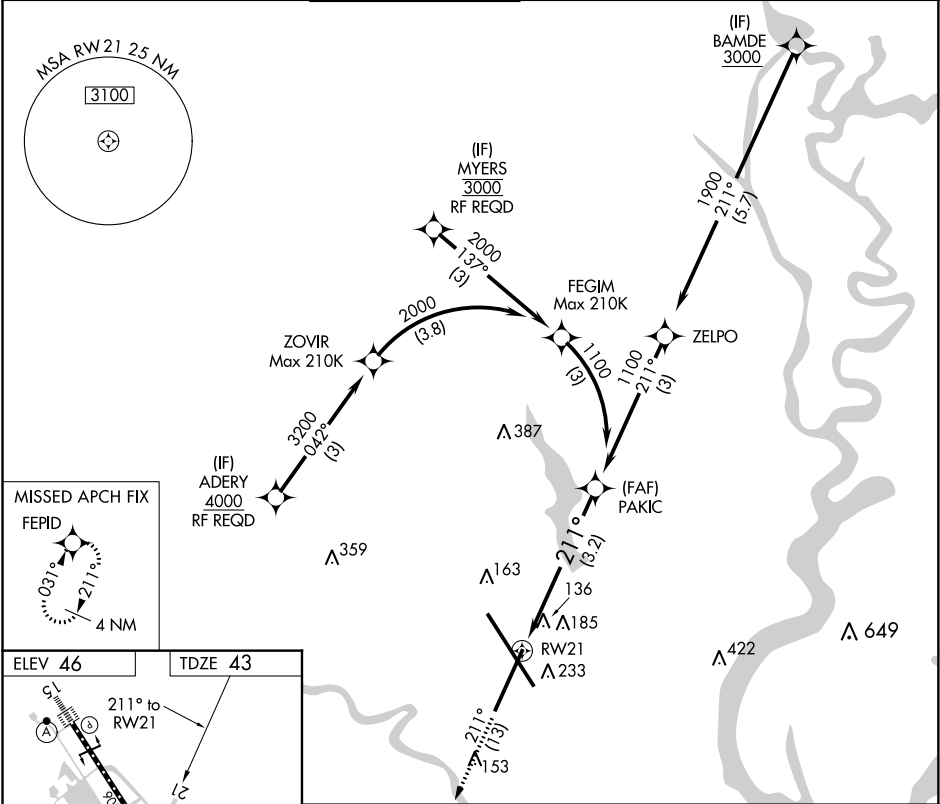 MSA RW21 25 NM
3100
(IF)
BAMDE
3000
1900
211°
(5.7)
(IF)
MYERS
3000
RF REQD
2000
137°
(3)
FEGIM
Max 210K
2000
(3.8)
ZOVIR
Max 210K
1100
(3)
ZELPO
1100
211°
(3)
3200
042°
(3)
(IF)
ADERY
4000
RF REQD
387
(FAF)
PAKIC
211°
(3.2)
359
163
136
185
RW21
233
422
649
211°
(13)
153
MISSED APCH FIX
FEPID
031°
211°
4 NM
ELEV 46
TDZE 43
15
A
P
211° to
RW21
21